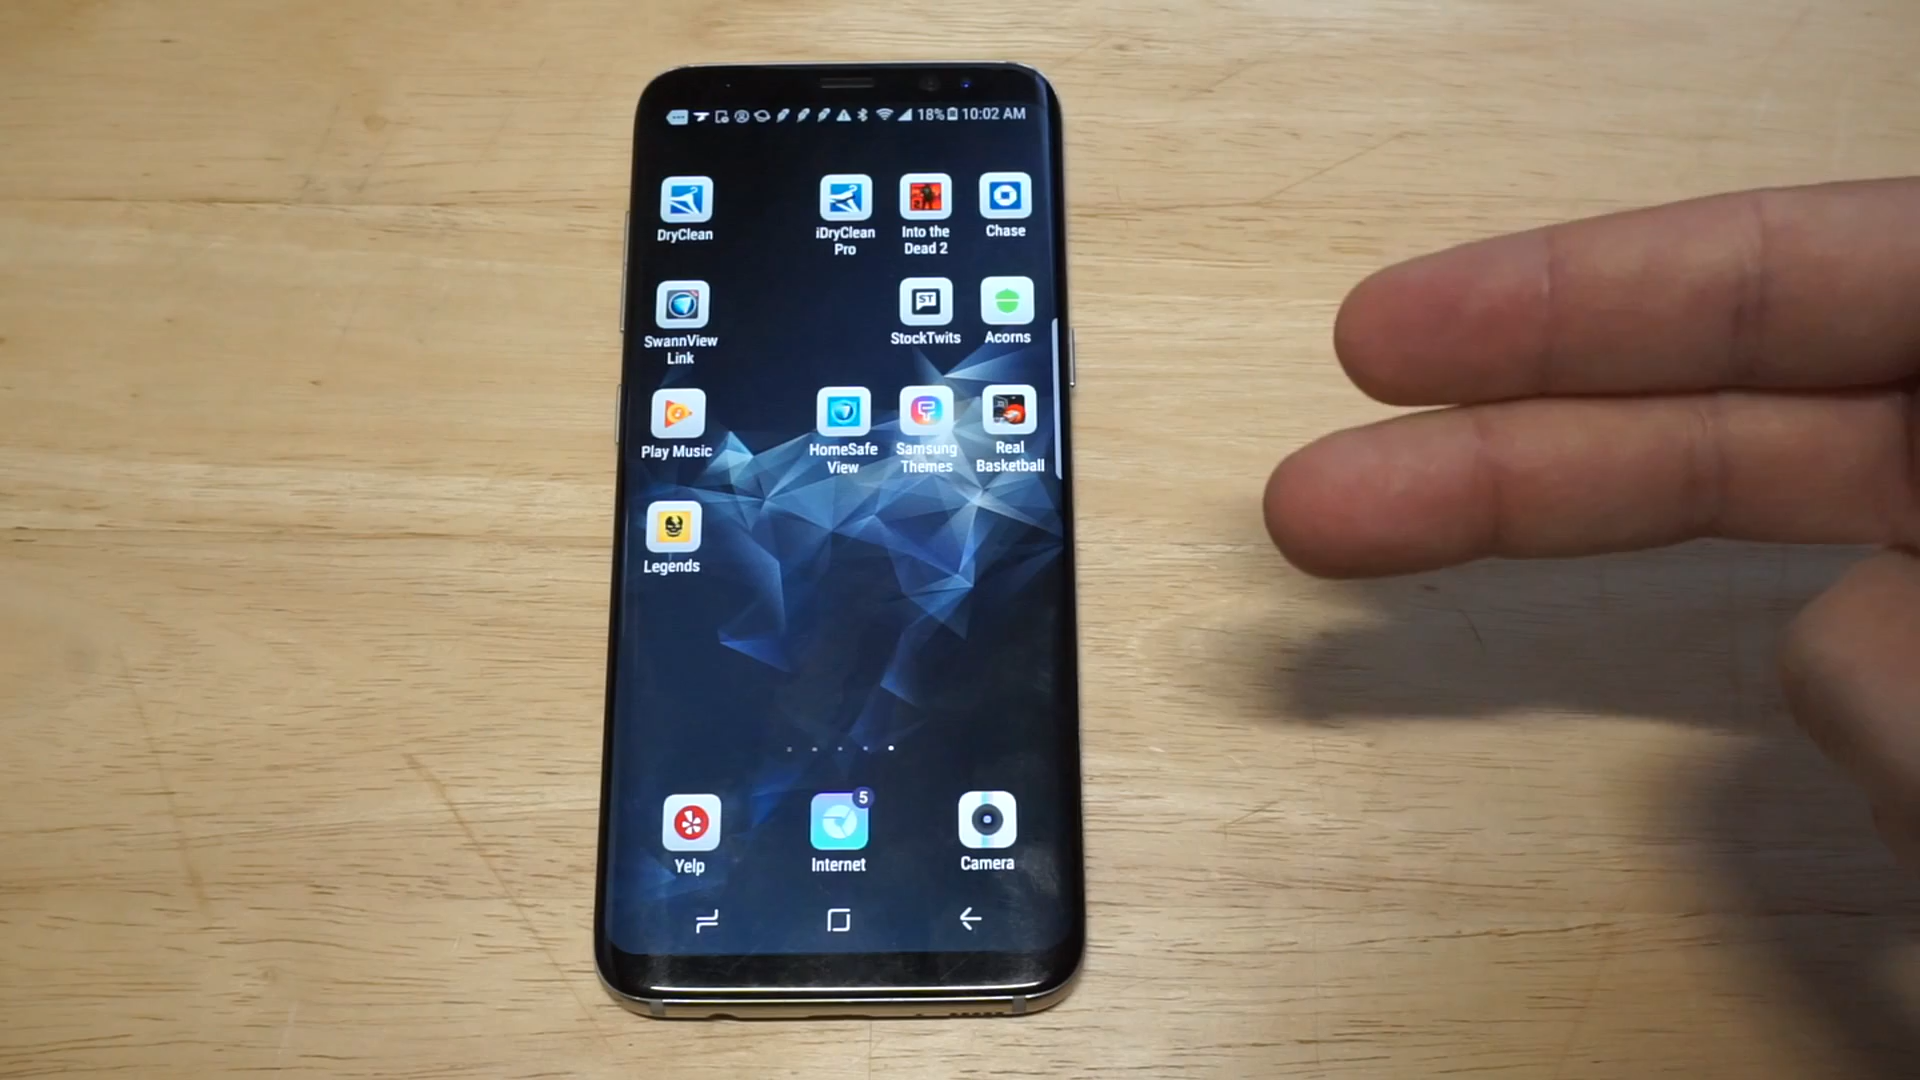 18% 10:02 AM
DryClean
iDryClean
Pro
Into the
Dead 2
Chase
SwannView
Link
ST
StockTwits
Acorns
Play Music
HomeSafe
View
Samsung
Themes
Real
Basketball
Legends
5
Yelp
Internet
Camera